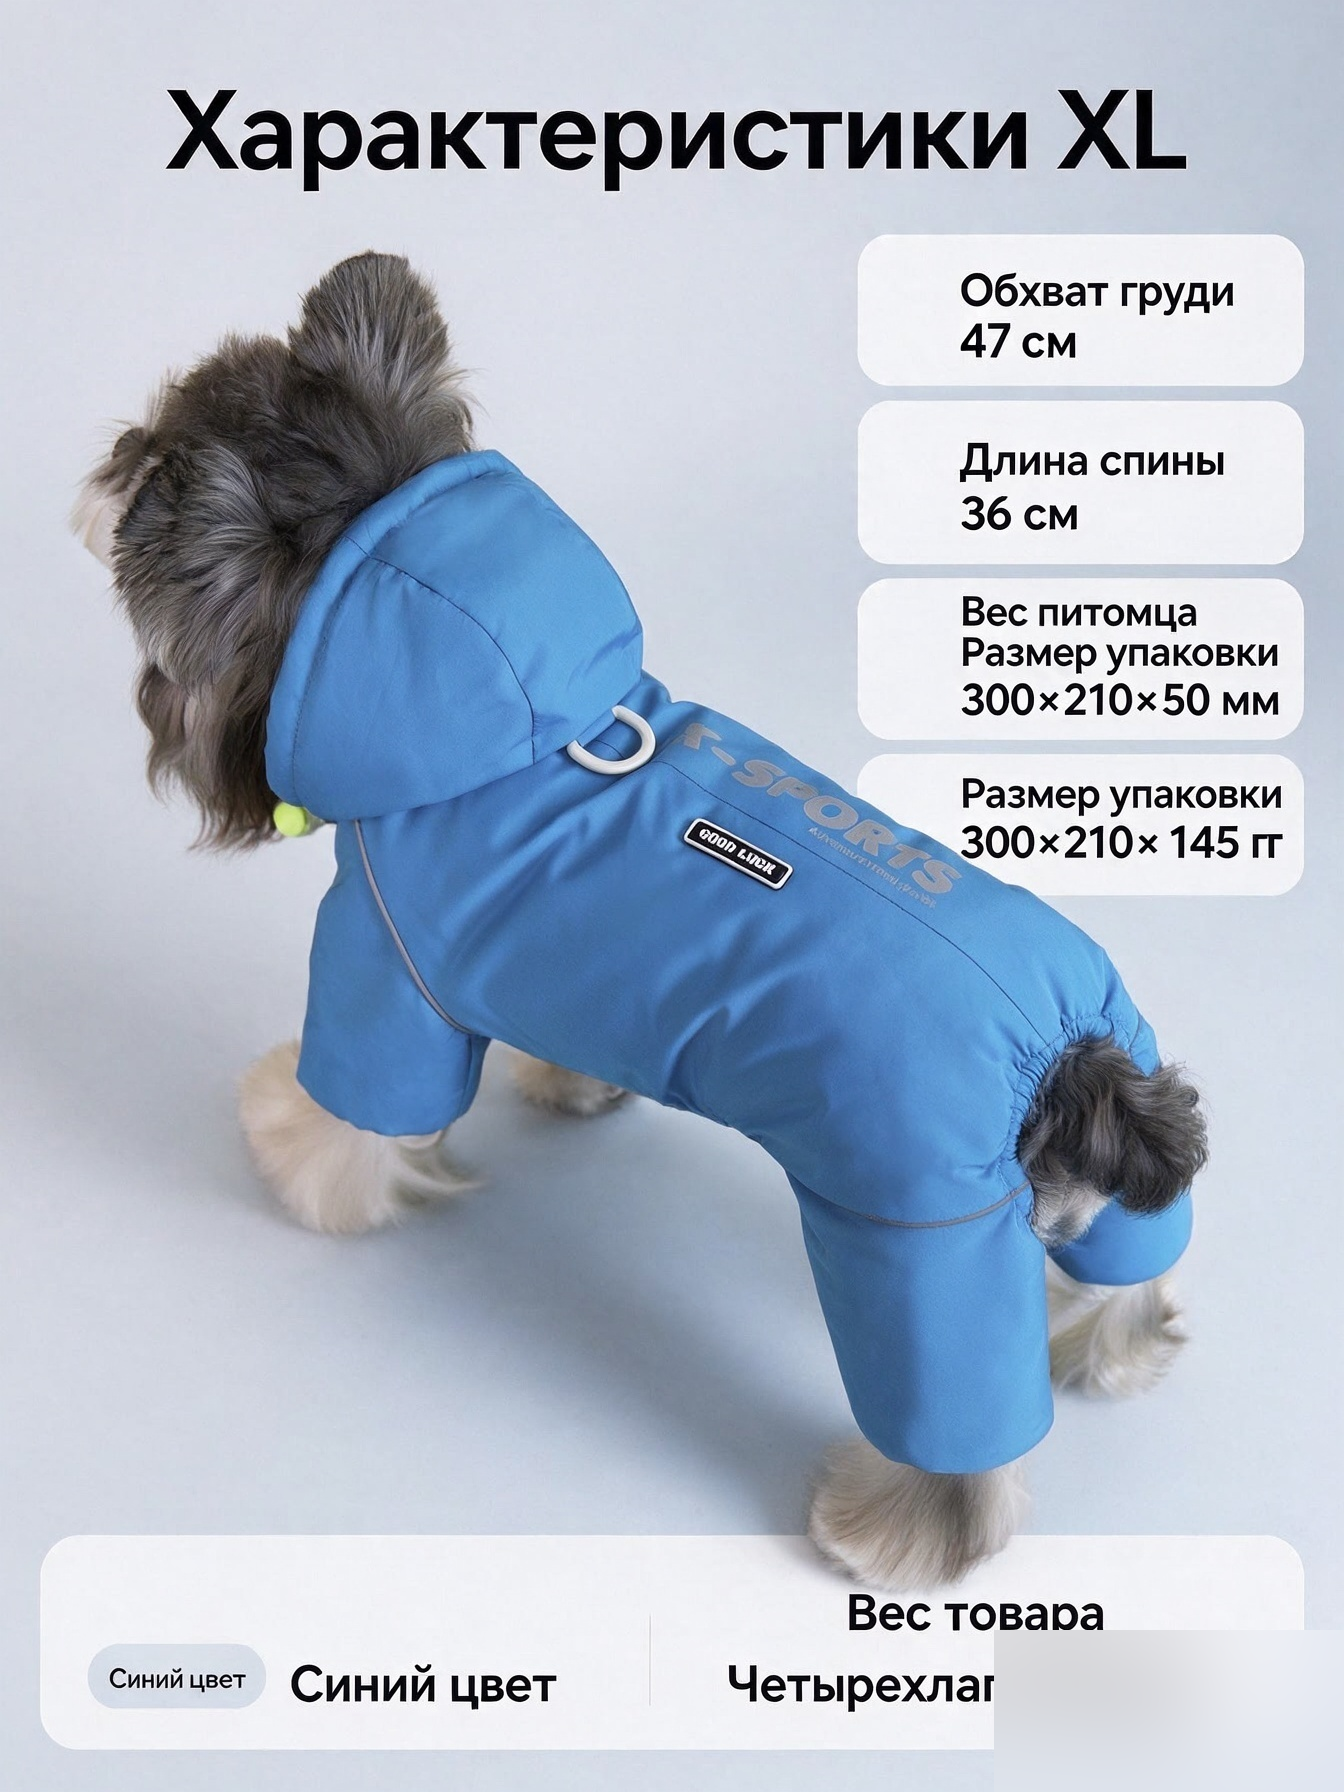 Характеристики XL
Обхват груди
47 см
Длина спины
36 см
Вес питомца
Размер упаковки
300×210×50 мм
Размер упаковки
300×210× 145 гт
-SPORTS
GOOD LUCK
Вес товара
Синий цвет
Синий цвет